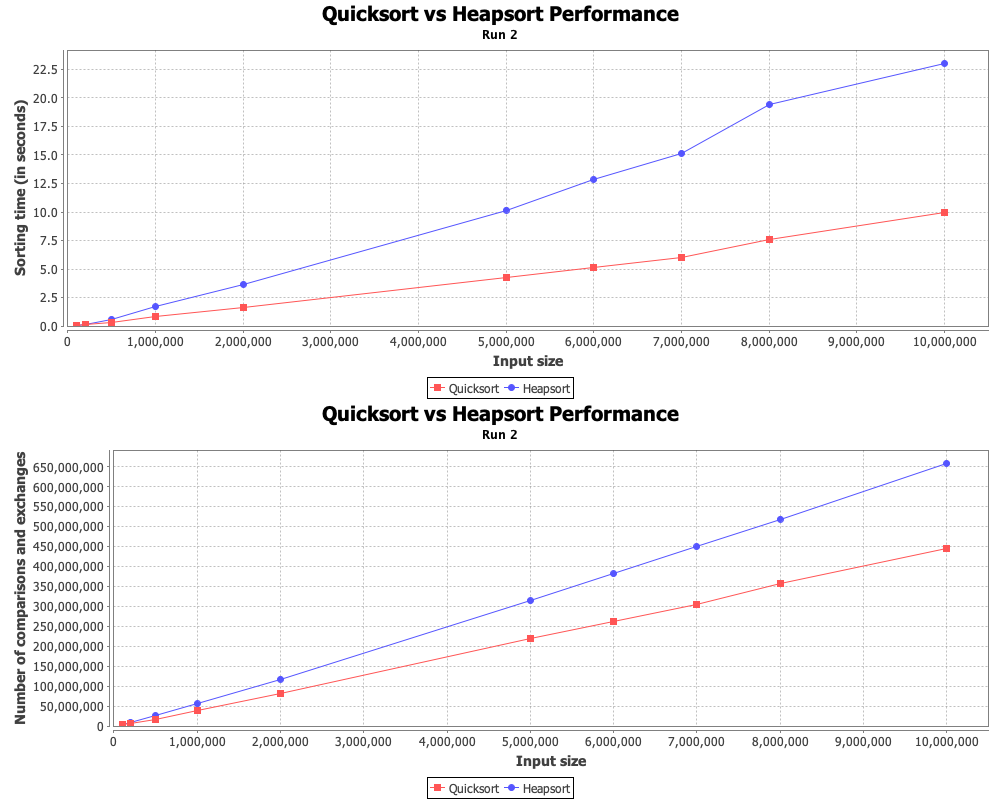 Quicksort vs Heapsort Performance
Run 2
Sorting time (in seconds)
22.5
20.0
17.5
15.0
12.5
10.0
7.5
5.0
2.5
0.0
0 1,000,000 2,000,000 3,000,000 4,000,000 5,000,000 6,000,000 7,000,000 8,000,000 9,000,000 10,000,000
Input size
Quicksort Heapsort
Quicksort vs Heapsort Performance
Run 2
Number of comparisons and exchanges
650,000,000
600,000,000
550,000,000
500,000,000
450,000,000
400,000,000
350,000,000
300,000,000
250,000,000
200,000,000
150,000,000
100,000,000
50,000,000
0
0 1,000,000 2,000,000 3,000,000 4,000,000 5,000,000 6,000,000 7,000,000 8,000,000 9,000,000 10,000,000
Input size
Quicksort Heapsort